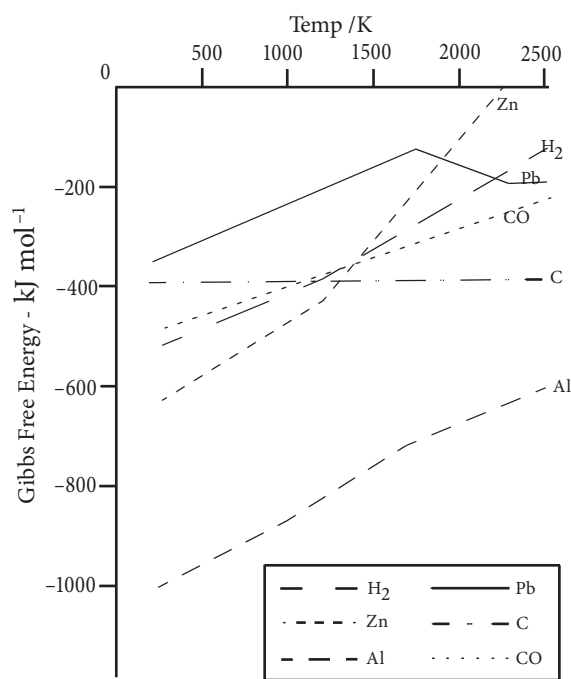 Temp /K
0 500 1000 1500 2000 2500
Zn
H2
Pb
CO
C
Al
−200
−400
−600
−800
−1000
Gibbs Free Energy - kJ mol−1
H2 Pb
Zn C
Al CO